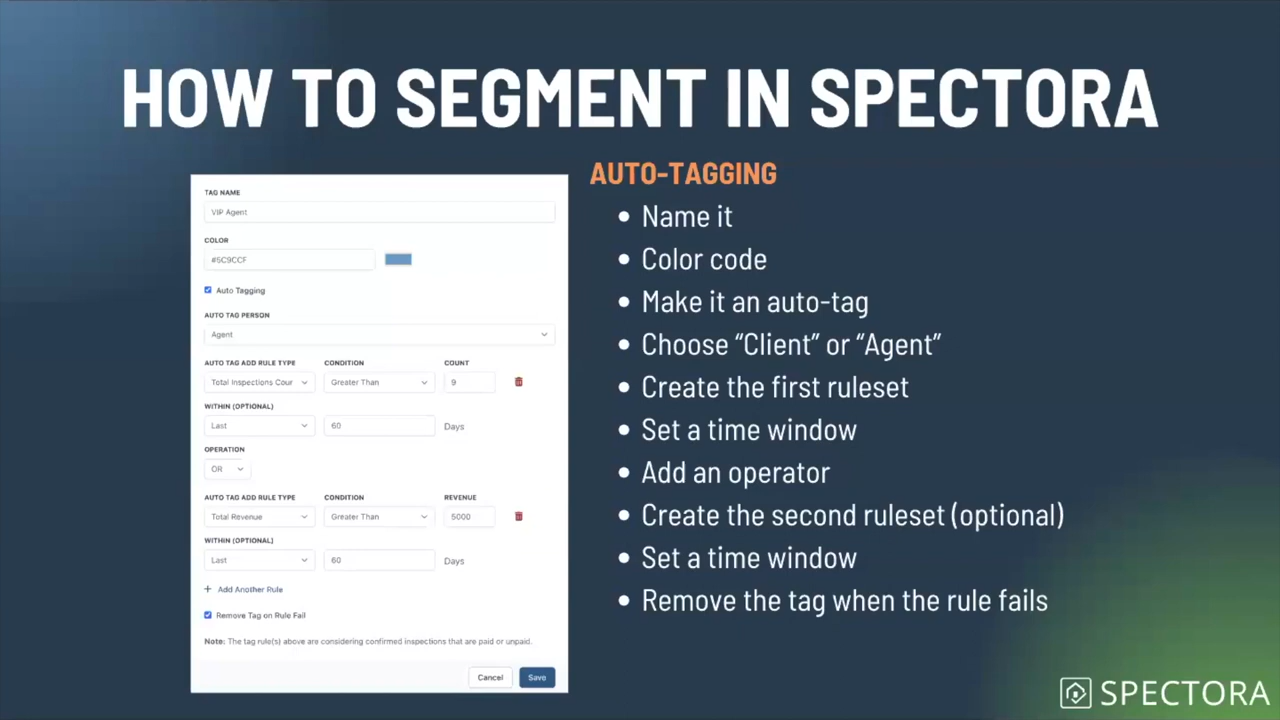 HOW TO SEGMENT IN SPECTORA
TAG NAME
VIP Agent
COLOR
#5C9CCF
Auto Tagging
AUTO TAG PERSON
Agent
AUTO TAG ADD RULE TYPE CONDITION COUNT
Total Inspections Cour Greater Than 9
WITHIN (OPTIONAL)
Last 60 Days
OPERATION
OR
AUTO TAG ADD RULE TYPE CONDITION REVENUE
Total Revenue Greater Than 5000
WITHIN (OPTIONAL)
Last 60 Days
+ Add Another Rule
Remove Tag on Rule Fail
Note: The tag rule(s) above are considering confirmed inspections that are paid or unpaid.
Cancel Save
AUTO-TAGGING
• Name it
• Color code
• Make it an auto-tag
• Choose “Client” or “Agent”
• Create the first ruleset
• Set a time window
• Add an operator
• Create the second ruleset (optional)
• Set a time window
• Remove the tag when the rule fails
SPECTORA